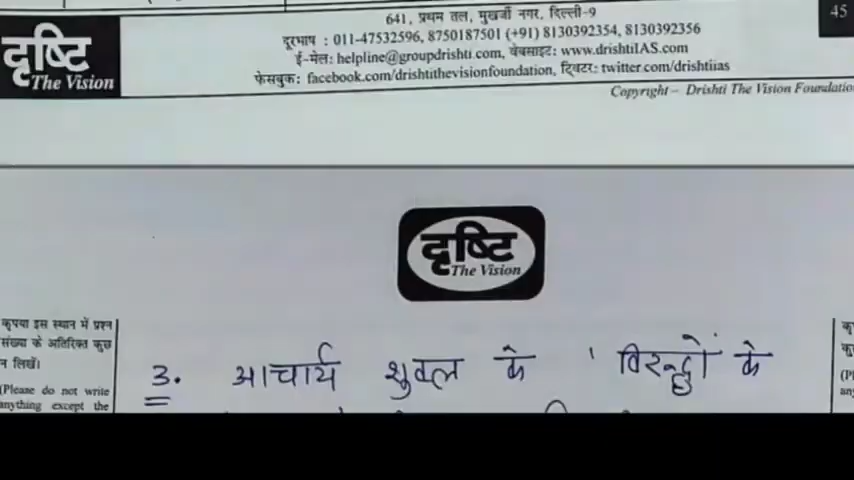 641, प्रथम तल, मुखर्जी नगर, दिल्ली-9
45
दूरभाष : 011-47532596, 8750187501 (+91) 8130392354, 8130392356
ई-मेल: helpline@groupdrishti.com, वेबसाइट: www.drishtiIAS.com
फेसबुक: facebook.com/drishtithevisionfoundation, ट्विटर: twitter.com/drishtiias
दृष्टि
The Vision
Copyright – Drishti The Vision Foundatio
दृष्टि
The Vision
कृपया इस स्थान में प्रश्न
संख्या के अतिरिक्त कुछ
न लिखें।
(Please do not write
anything except the
3. आचार्य शुक्ल के ' विरुद्धों के